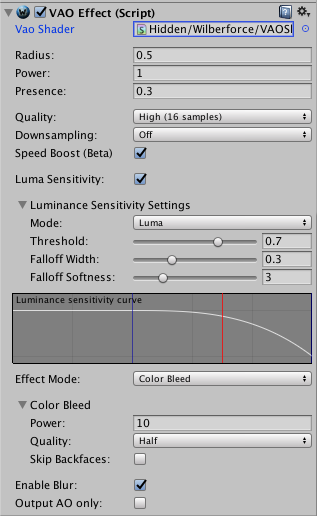 VAO Effect (Script)
Vao Shader Hidden/Wilberforce/VAOSI
Radius: 0.5
Power: 1
Presence: 0.3
Quality: High (16 samples)
Downsampling: Off
Speed Boost (Beta)
Luma Sensitivity:
Luminance Sensitivity Settings
Mode: Luma
Threshold: 0.7
Falloff Width: 0.3
Falloff Softness: 3
Luminance sensitivity curve
Effect Mode: Color Bleed
Color Bleed
Power: 10
Quality: Half
Skip Backfaces:
Enable Blur:
Output AO only: